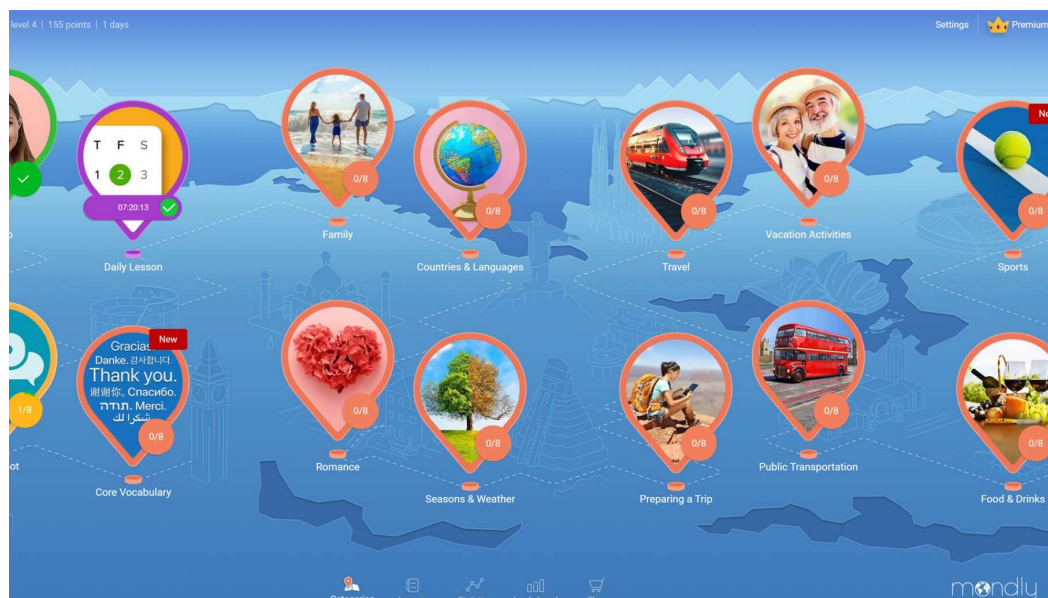 level 4 | 155 points | 1 days
Settings
Premium
T F S
1 2 3
07:20:13
Daily Lesson
0/8
Family
0/8
Countries & Languages
0/8
Travel
0/8
Vacation Activities
0/8
Sports
1/8
New
Gracias
Danke. 감사합니다.
Thank you.
谢谢你. Спасибо.
תודה. Merci.
شكرا لك
0/8
Core Vocabulary
0/8
Romance
0/8
Seasons & Weather
0/8
Preparing a Trip
0/8
Public Transportation
0/8
Food & Drinks
Categories
mondly